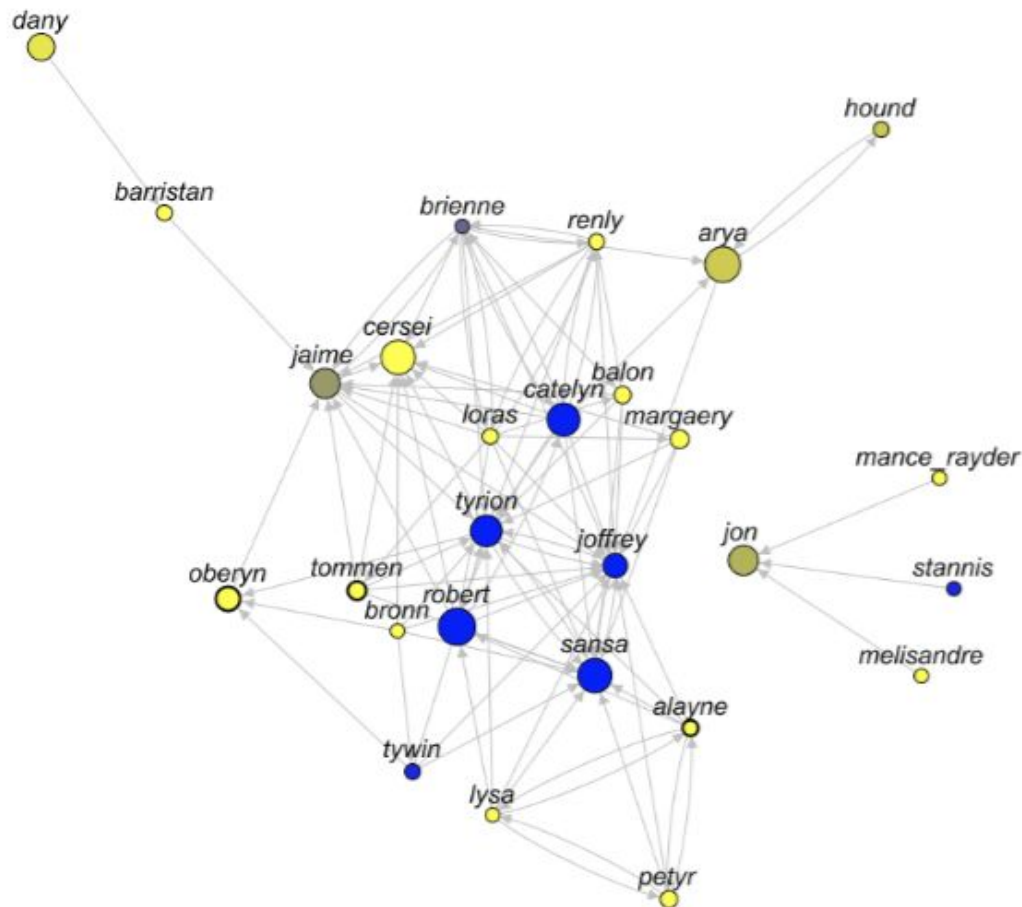 dany
hound
barristan
brienne
renly
arya
cersei
jaime
balon
catelyn
loras
margaery
mance_rayder
tyrion
jon
joffrey
stannis
oberyn
tommen
robert
bronn
sansa
melisandre
alayne
tywin
lysa
petyr